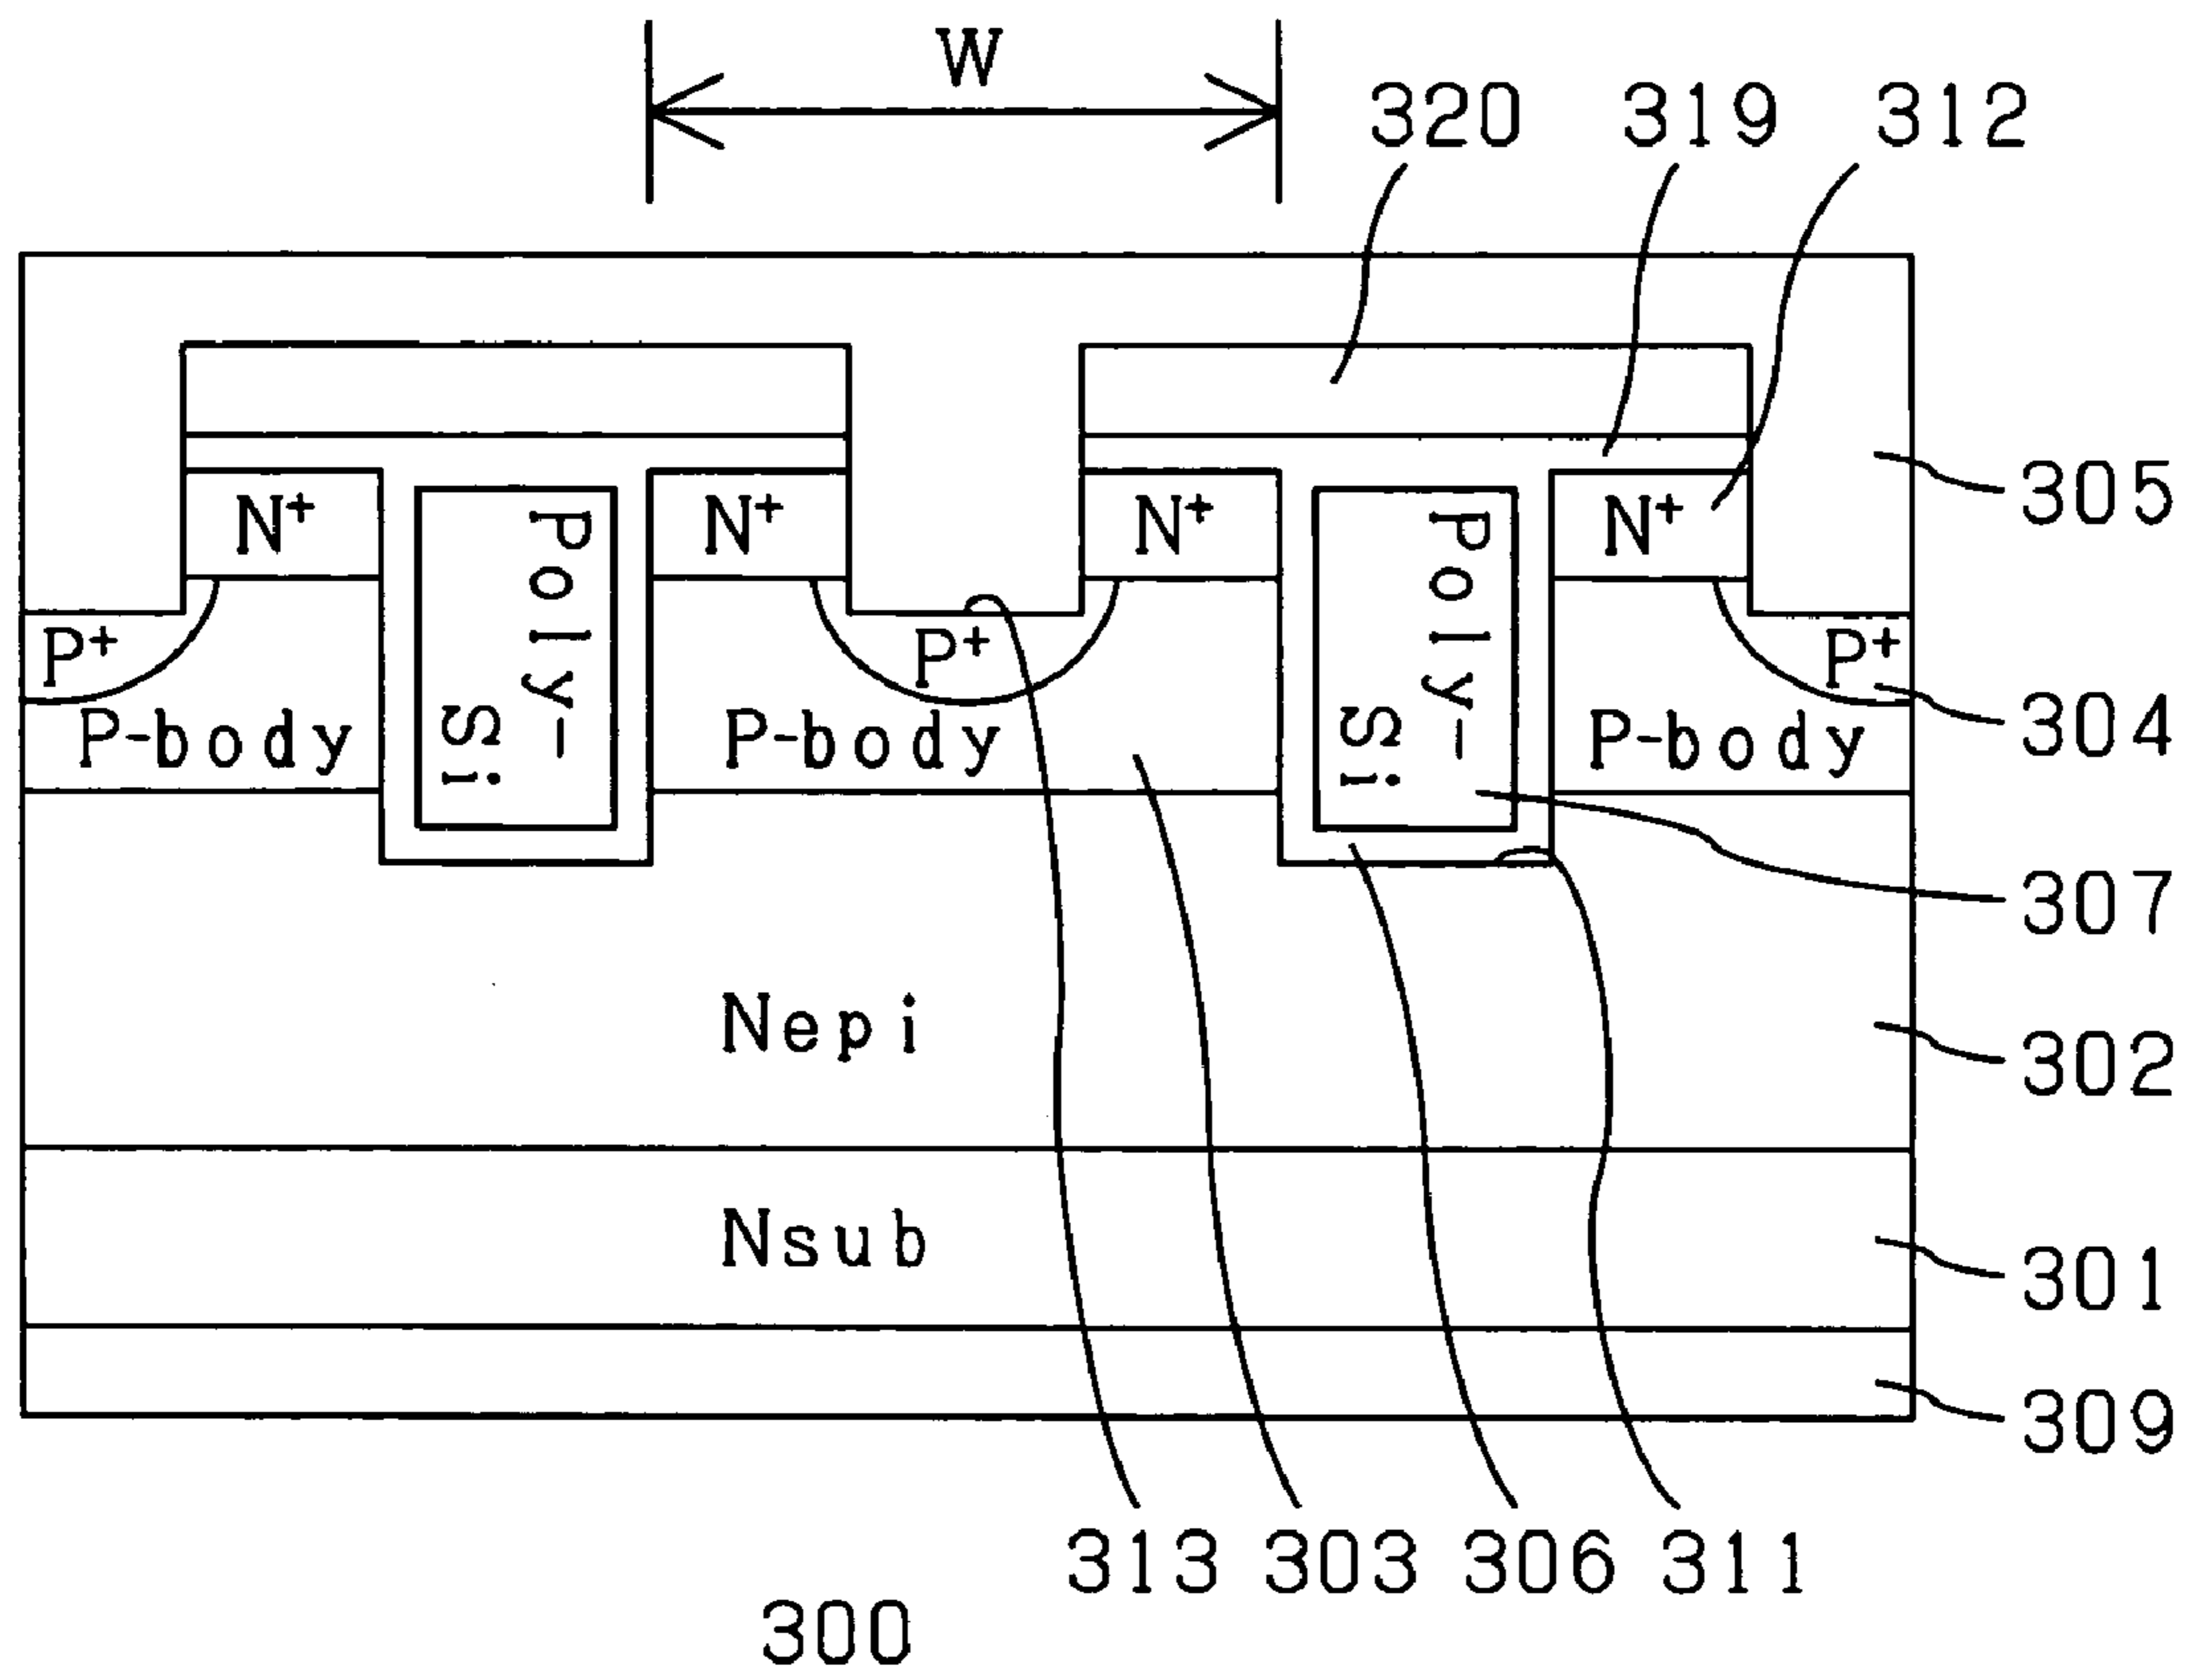 W
320 319 312
N+ N+ N+ N+
305
Poly-
Si
Poly-
Si
P+ P+ P+
304
P-body P-body P-body
307
Nepi
302
Nsub
301
309
313 303 306 311
300